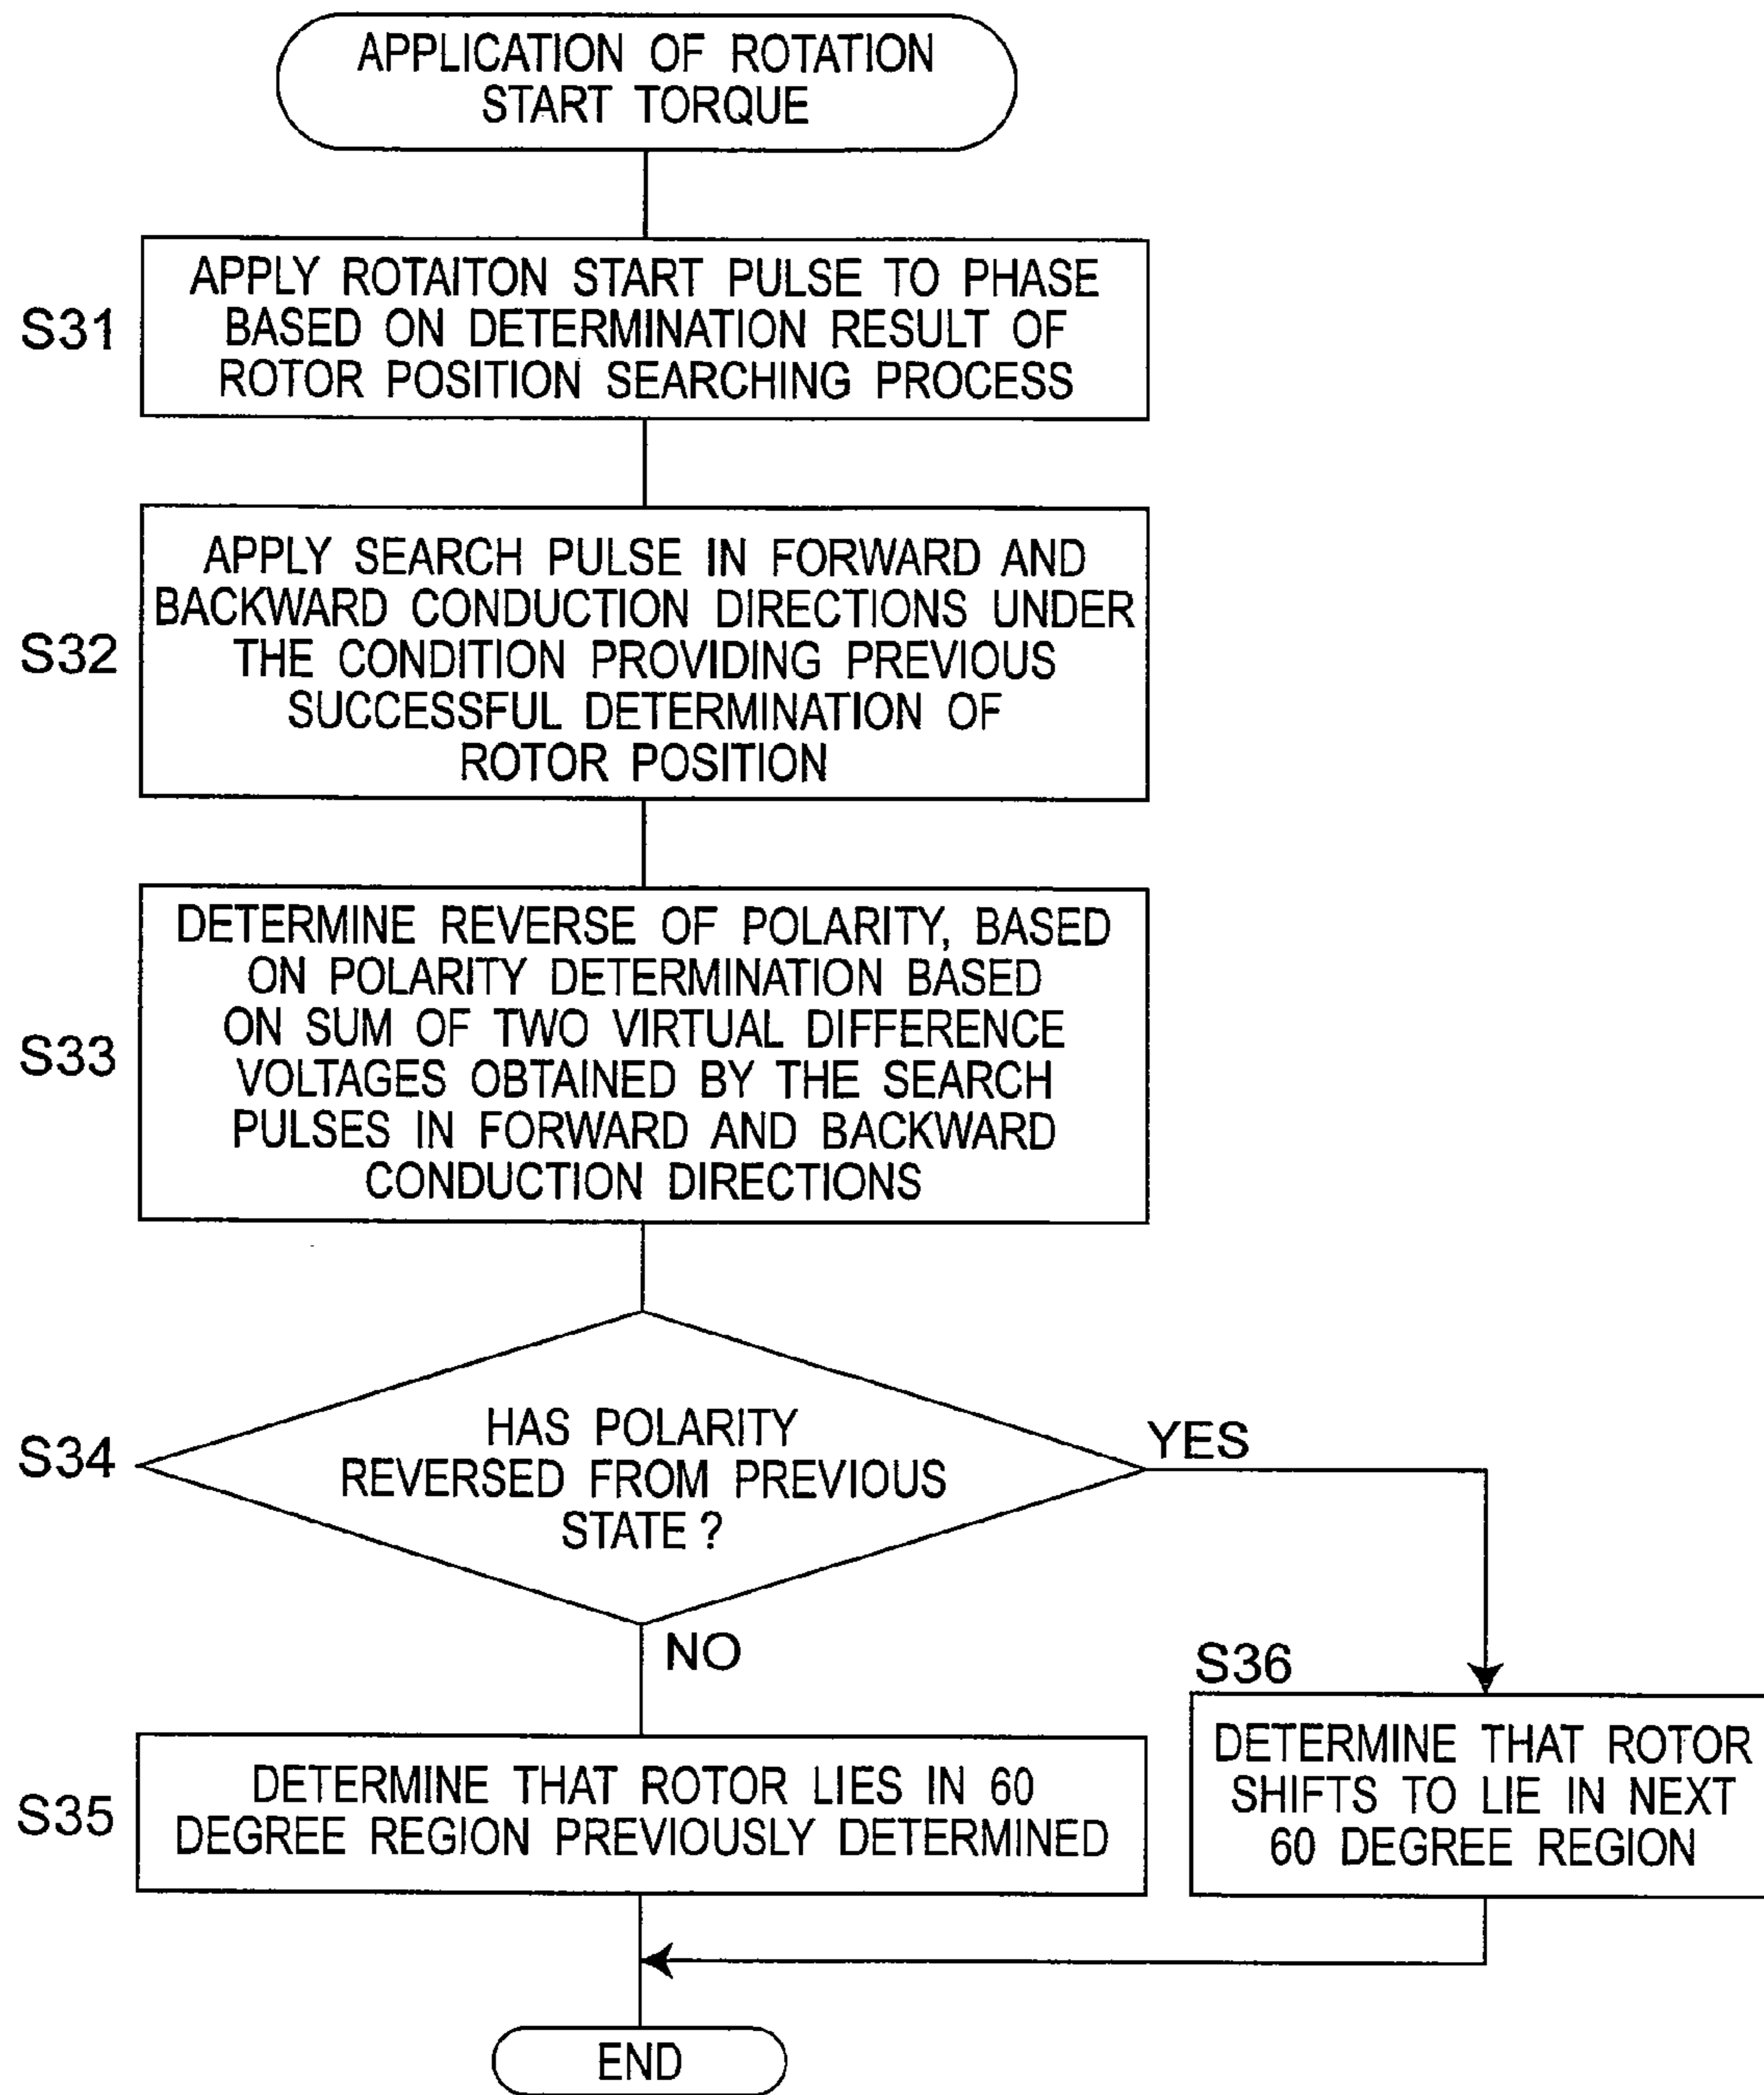 APPLICATION OF ROTATION
START TORQUE
S31
APPLY ROTAITON START PULSE TO PHASE
BASED ON DETERMINATION RESULT OF
ROTOR POSITION SEARCHING PROCESS
S32
APPLY SEARCH PULSE IN FORWARD AND
BACKWARD CONDUCTION DIRECTIONS UNDER
THE CONDITION PROVIDING PREVIOUS
SUCCESSFUL DETERMINATION OF
ROTOR POSITION
S33
DETERMINE REVERSE OF POLARITY, BASED
ON POLARITY DETERMINATION BASED
ON SUM OF TWO VIRTUAL DIFFERENCE
VOLTAGES OBTAINED BY THE SEARCH
PULSES IN FORWARD AND BACKWARD
CONDUCTION DIRECTIONS
S34
HAS POLARITY
REVERSED FROM PREVIOUS
STATE ?
YES
NO
S35
DETERMINE THAT ROTOR LIES IN 60
DEGREE REGION PREVIOUSLY DETERMINED
S36
DETERMINE THAT ROTOR
SHIFTS TO LIE IN NEXT
60 DEGREE REGION
END